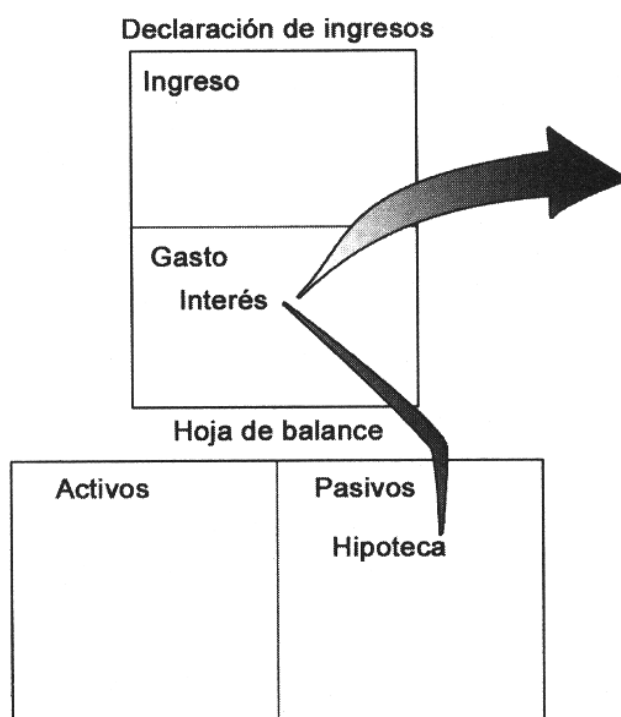 Declaración de ingresos
Ingreso
Gasto
Interés
Hoja de balance
Activos
Pasivos
Hipoteca